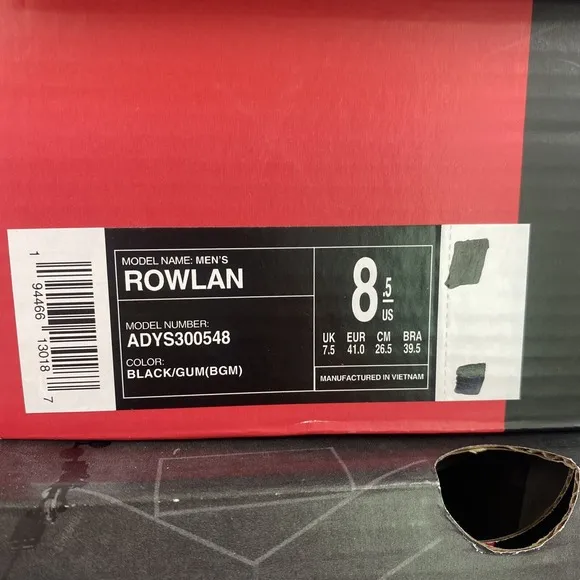 MODEL NAME: MEN'S
ROWLAN
MODEL NUMBER:
ADYS300548
COLOR:
BLACK/GUM(BGM)
8.5
US
UK EUR CM BRA
7.5 41.0 26.5 39.5
MANUFACTURED IN VIETNAM
1 94466 13018 7